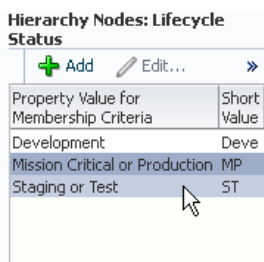 Hierarchy Nodes: Lifecycle
Status
Add Edit... »
Property Value for Short
Membership Criteria Value
Development Deve
Mission Critical or Production MP
Staging or Test ST